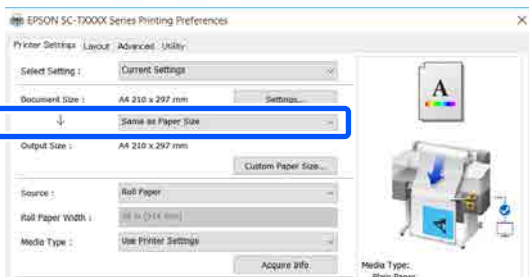 EPSON SC-TXXXX Series Printing Preferences
Printer Settings Layout Advanced Utility
Select Setting : Current Settings
Document Size : A4 210 x 297 mm Settings...
↓ Same as Paper Size
Output Size : A4 210 x 297 mm
Custom Paper Size...
Source : Roll Paper
Roll Paper Width :
Media Type : Use Printer Settings
Acquire Info
A
Media Type:
Plain Paper